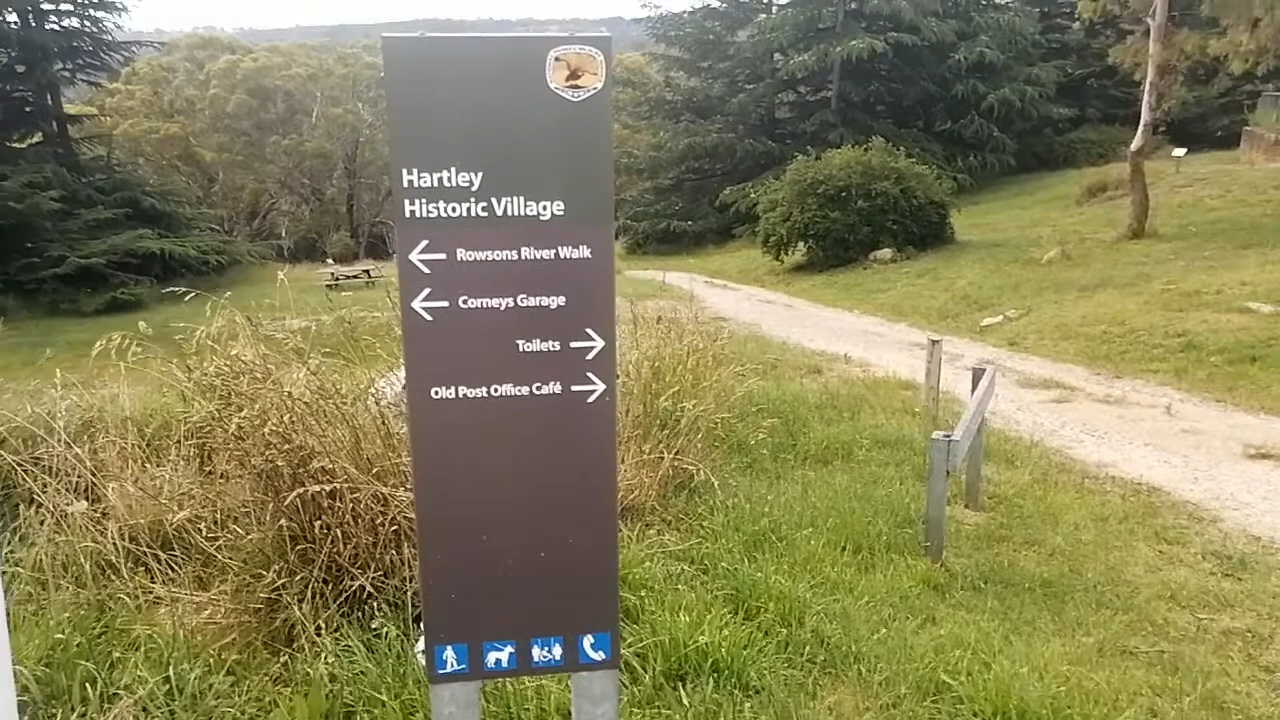 Hartley
Historic Village
Rowsons River Walk
Corneys Garage
Toilets
Old Post Office Café